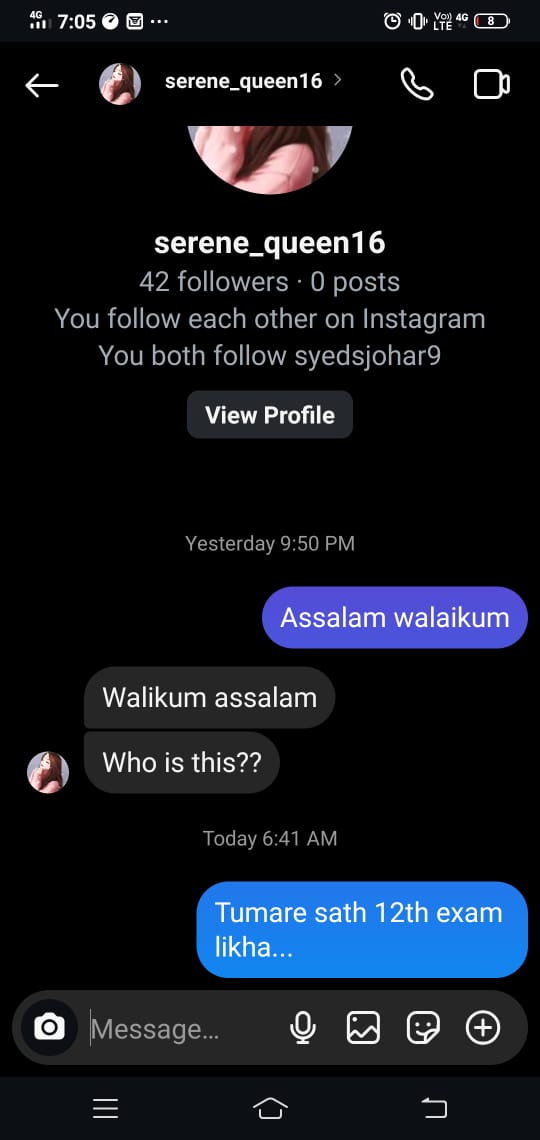 4G 7:05 ... Vo) LTE 4G 8
serene_queen16 >
serene_queen16
42 followers · 0 posts
You follow each other on Instagram
You both follow syedsjohar9
View Profile
Yesterday 9:50 PM
Assalam walaikum
Walikum assalam
Who is this??
Today 6:41 AM
Tumare sath 12th exam
likha...
Message...